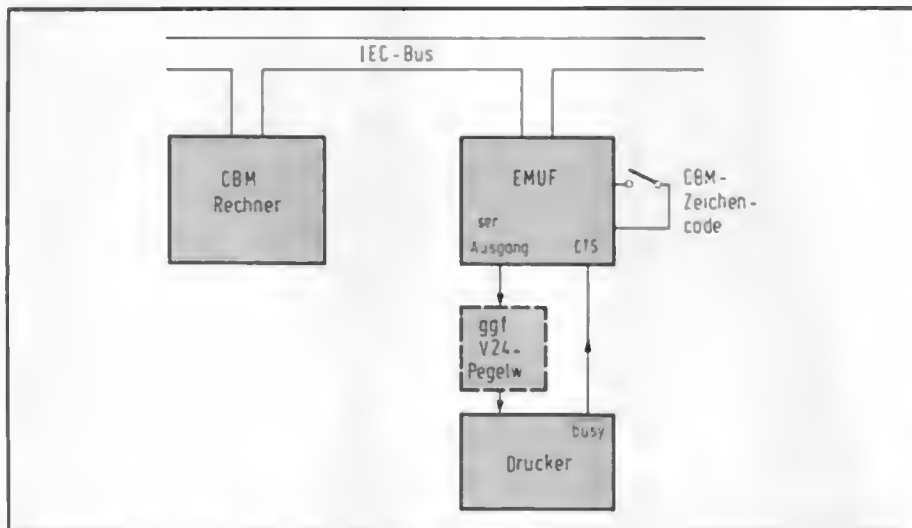 IEC-Bus
CBM
Rechner
EMUF
ser
Ausgang
CTS
CBM-
Zeichen-
code
ggf
V24-
Pegelw
busy
Drucker